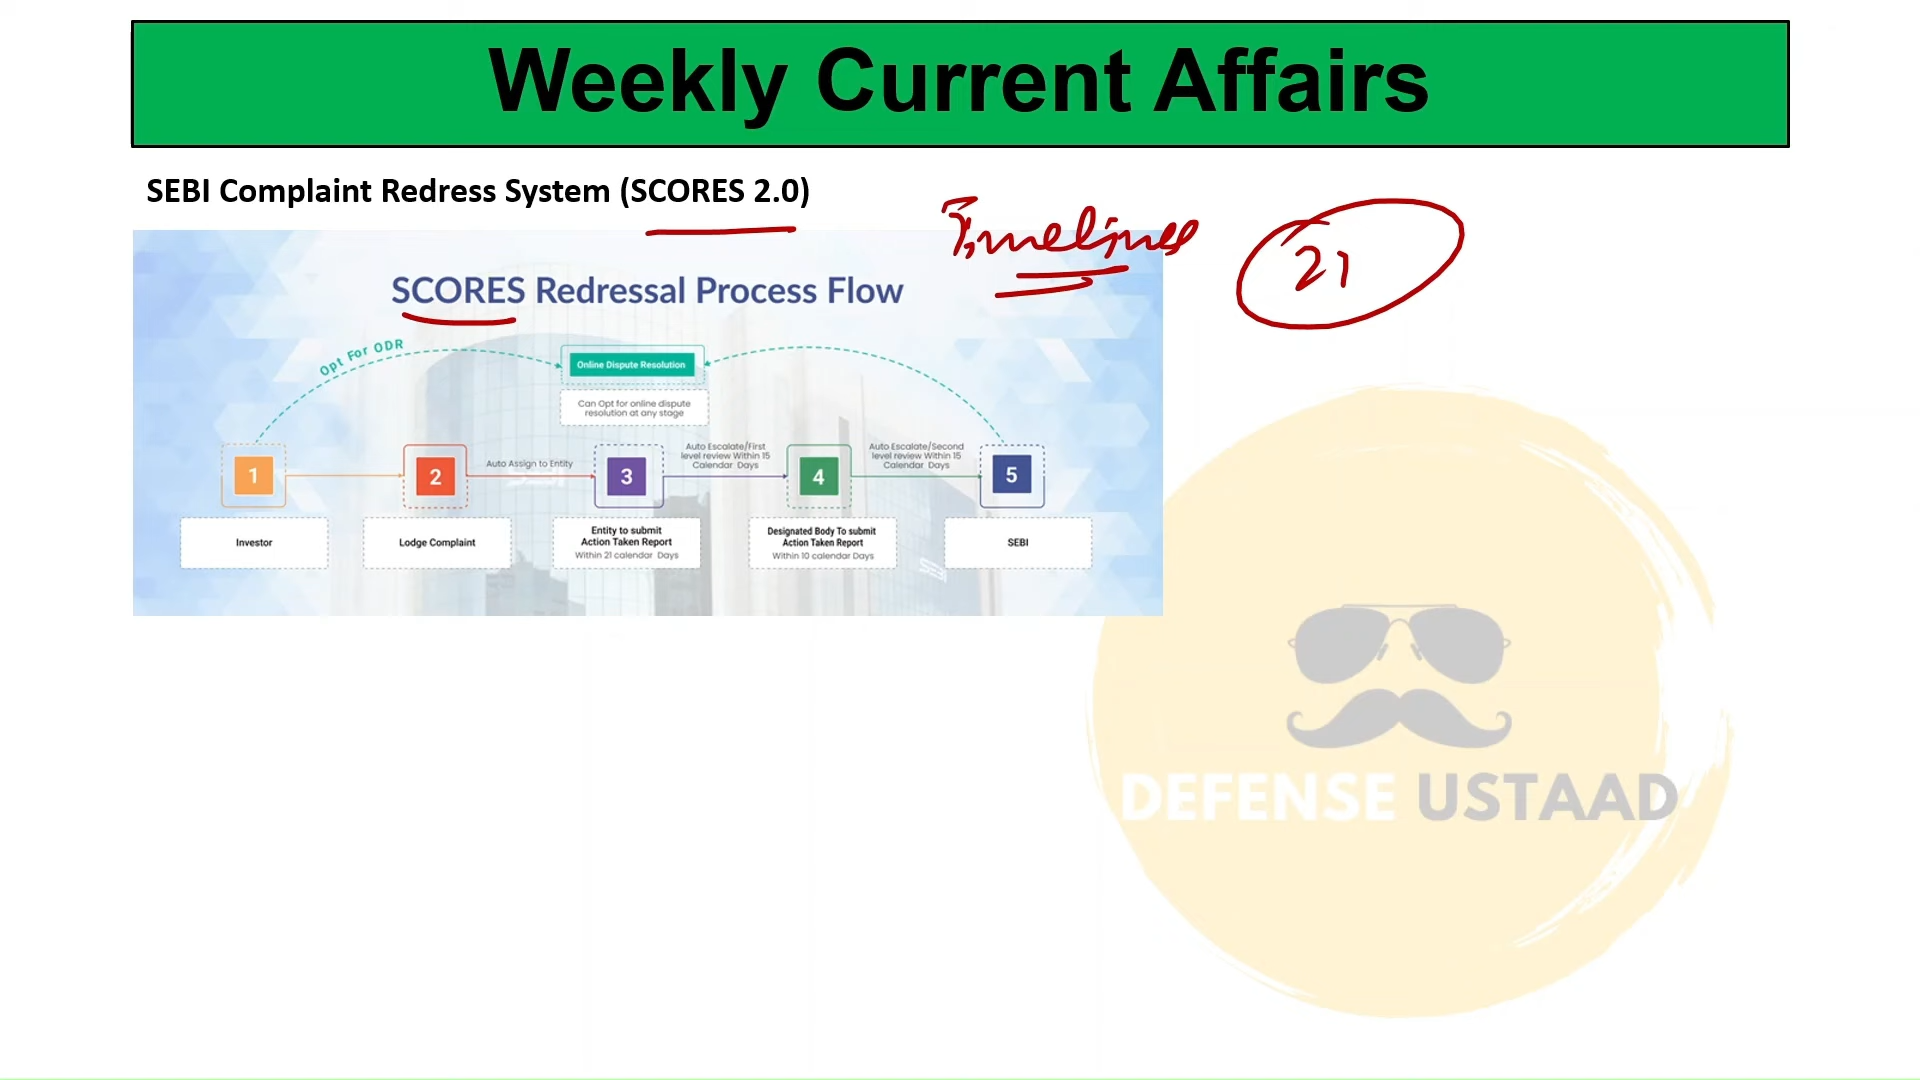 Weekly Current Affairs
SEBI Complaint Redress System (SCORES 2.0)
Timelines
21
SCORES Redressal Process Flow
Opt For ODR
Online Dispute Resolution
Can Opt for online dispute
resolution at any stage
1
2
3
4
5
Auto Assign to Entity
Auto Escalate/First
level review Within 15
Calendar Days
Auto Escalate/Second
level review Within 15
Calendar Days
Investor
Lodge Complaint
Entity to submit
Action Taken Report
Within 21 calendar Days
Designated Body To submit
Action Taken Report
Within 10 calendar Days
SEBI
SEBI
SEBI
DEFENSE USTAAD